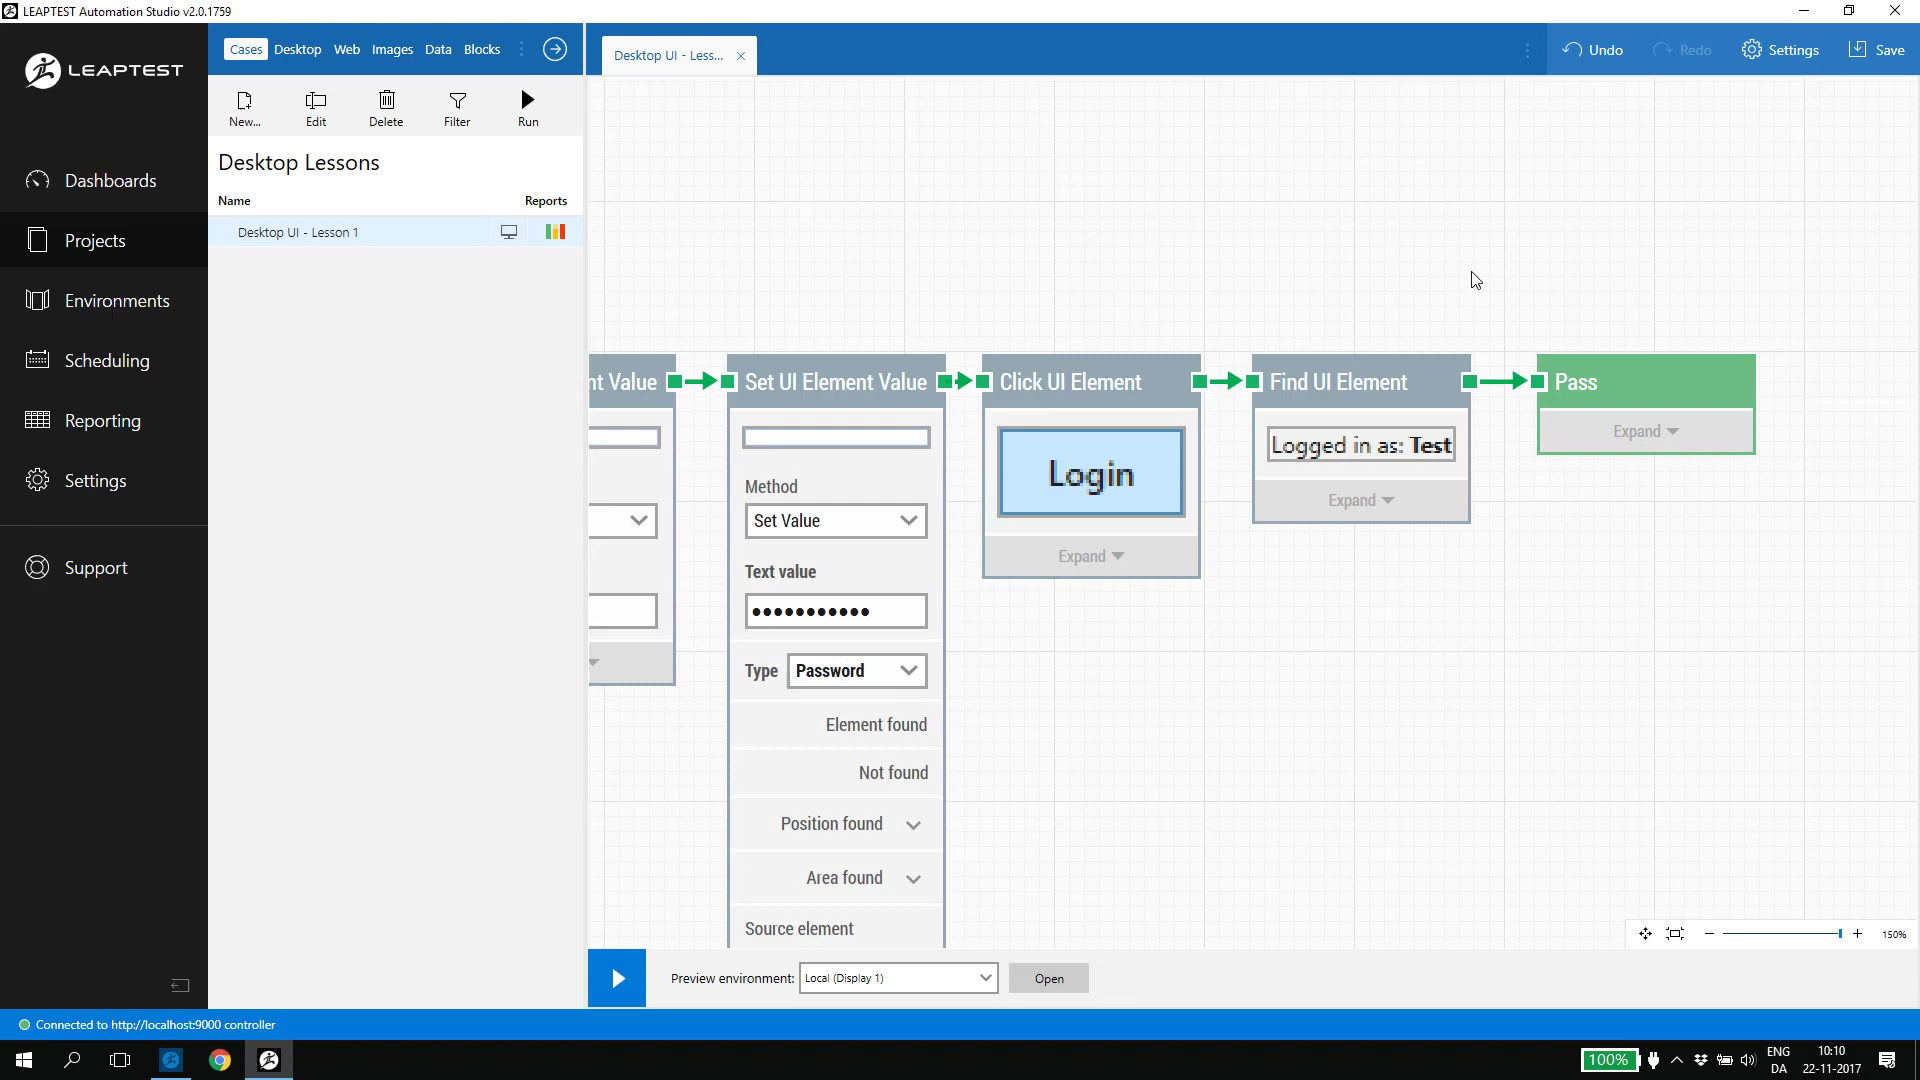 LEAPTEST Automation Studio v2.0.1759
LEAPTEST
Cases Desktop Web Images Data Blocks
Desktop UI - Less...
Undo Redo Settings Save
New... Edit Delete Filter Run
Desktop Lessons
Name Reports
Desktop UI - Lesson 1
Dashboards
Projects
Environments
Scheduling
Reporting
Settings
Support
nt Value
Set UI Element Value
Method
Set Value
Text value
•••••••••••
Type Password
Element found
Not found
Position found
Area found
Source element
Click UI Element
Login
Expand
Find UI Element
Logged in as: Test
Expand
Pass
Expand
150%
Preview environment: Local (Display 1) Open
Connected to http://localhost:9000 controller
100%
ENG
DA
10:10
22-11-2017